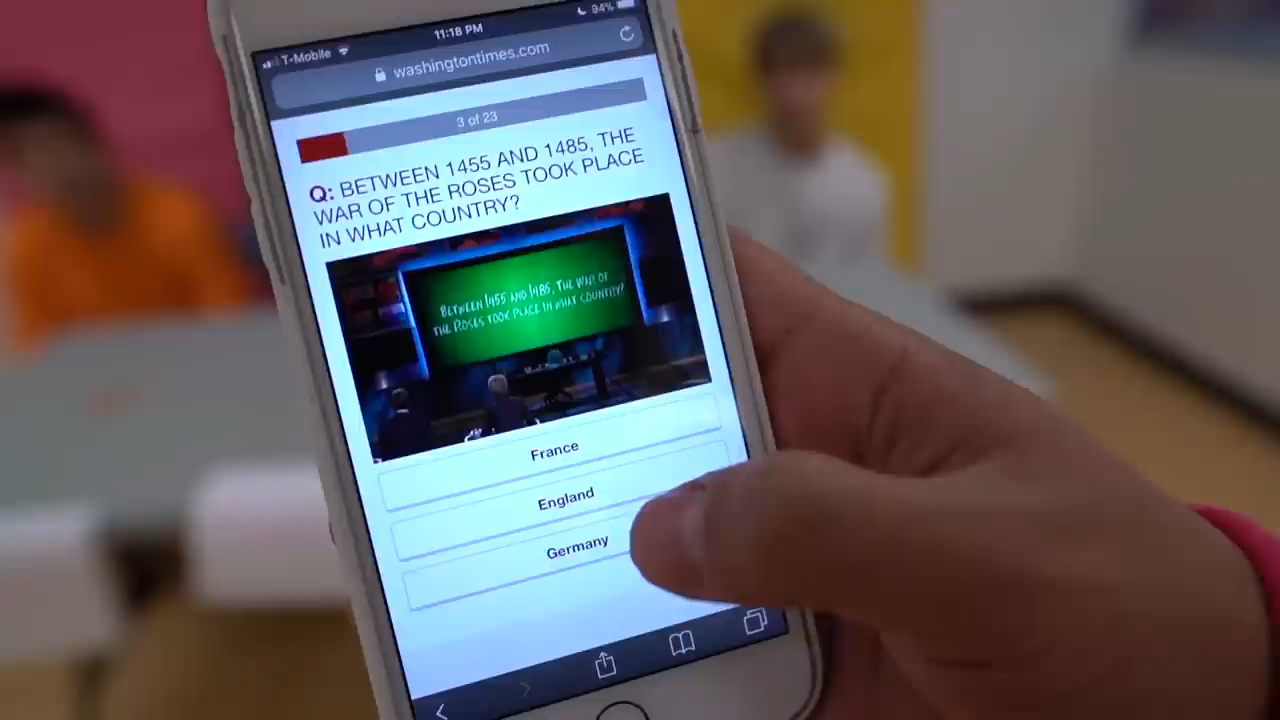 11:18 PM
94%
T-Mobile
washingtontimes.com
3 of 23
Q: BETWEEN 1455 AND 1485, THE
WAR OF THE ROSES TOOK PLACE
IN WHAT COUNTRY?
BETWEEN 1455 AND 1485, THE WAR OF
THE ROSES TOOK PLACE IN WHAT COUNTRY?
France
England
Germany